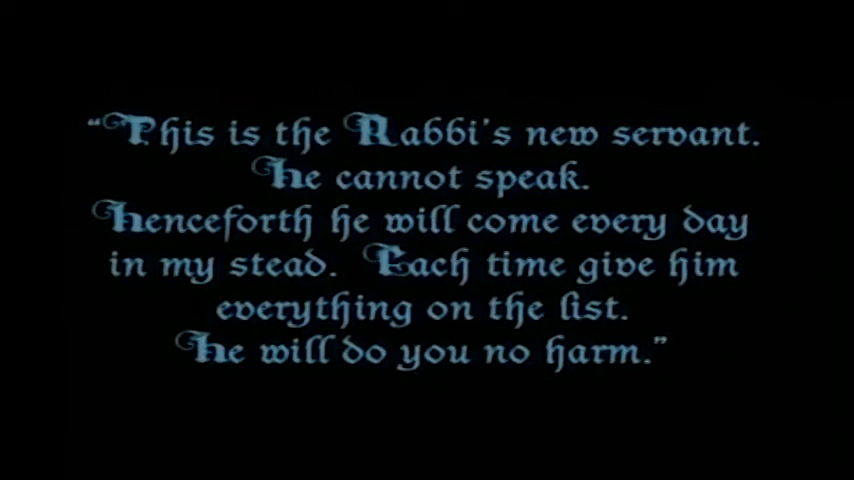 “This is the Rabbi's new servant.
He cannot speak.
Henceforth he will come every day
in my stead. Each time give him
everything on the list.
He will do you no harm.”